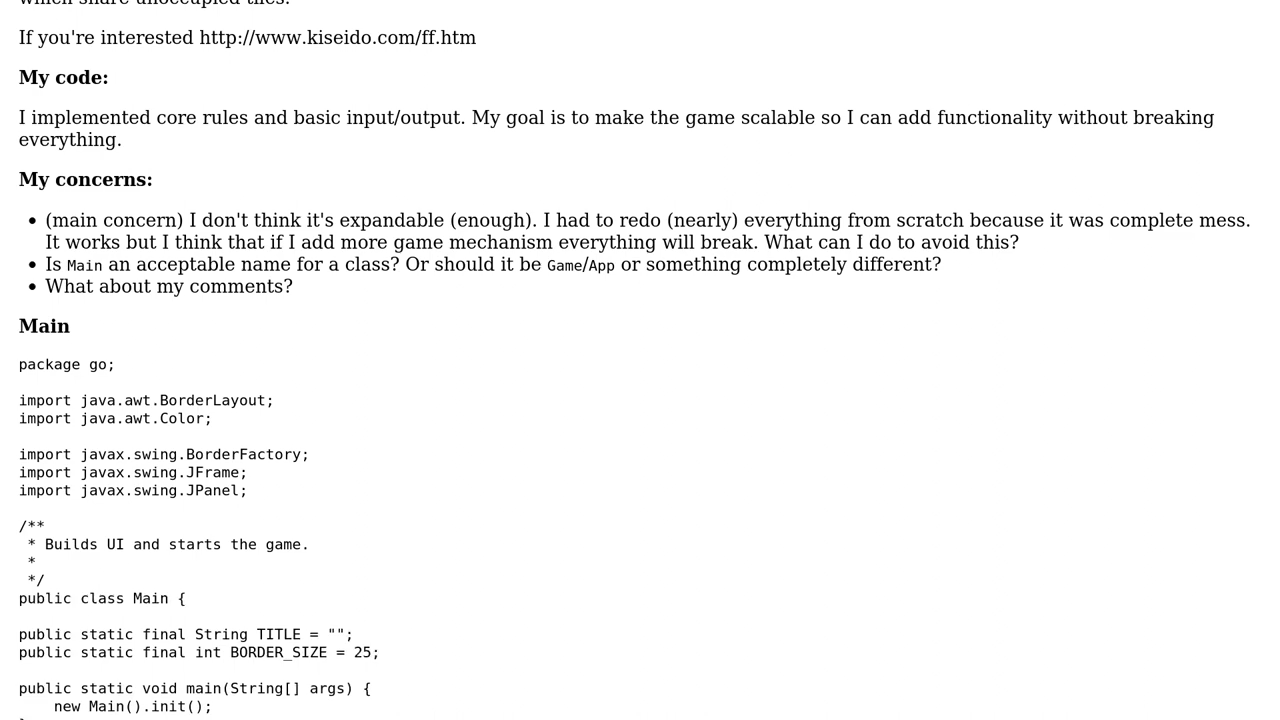 which share unoccupied tiles.
If you're interested http://www.kiseido.com/ff.htm
My code:
I implemented core rules and basic input/output. My goal is to make the game scalable so I can add functionality without breaking
everything.
My concerns:
(main concern) I don't think it's expandable (enough). I had to redo (nearly) everything from scratch because it was complete mess.
It works but I think that if I add more game mechanism everything will break. What can I do to avoid this?
Is Main an acceptable name for a class? Or should it be Game/App or something completely different?
What about my comments?
Main
package go;
import java.awt.BorderLayout;
import java.awt.Color;
import javax.swing.BorderFactory;
import javax.swing.JFrame;
import javax.swing.JPanel;
/**
 * Builds UI and starts the game.
 *
 */
public class Main {
public static final String TITLE = "";
public static final int BORDER_SIZE = 25;
public static void main(String[] args) {
    new Main().init();